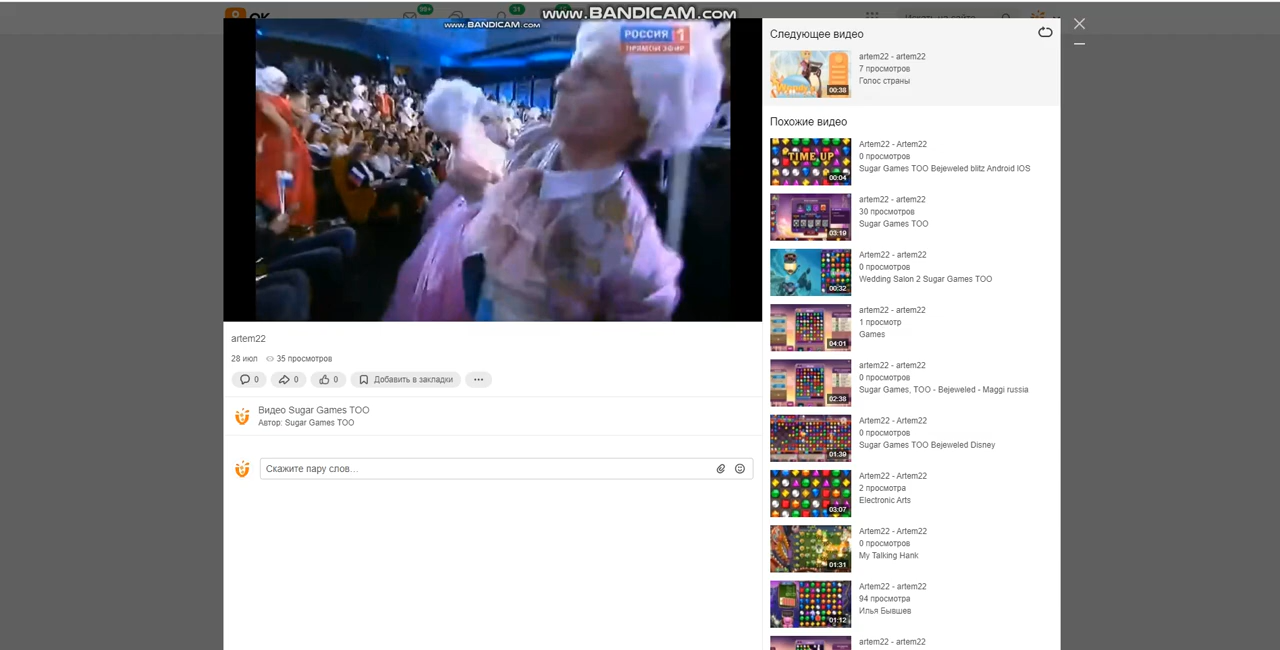 OK
99+
31
www.BANDICAM.com
Искать на сайте
www.BANDICAM.com
РОССИЯ 1
ПРЯМОЙ ЭФИР
Следующее видео
artem22 - artem22
7 просмотров
Голос страны
00:38
Похожие видео
TIME UP
00:04
Artem22 - Artem22
0 просмотров
Sugar Games TOO Bejeweled blitz Android IOS
03:19
artem22 - artem22
30 просмотров
Sugar Games TOO
00:32
Artem22 - artem22
0 просмотров
Wedding Salon 2 Sugar Games TOO
04:01
artem22 - artem22
1 просмотр
Games
02:38
artem22 - artem22
0 просмотров
Sugar Games, TOO - Bejeweled - Maggi russia
01:39
Artem22 - Artem22
0 просмотров
Sugar Games TOO Bejeweled Disney
03:07
Artem22 - Artem22
2 просмотра
Electronic Arts
01:31
Artem22 - Artem22
0 просмотров
My Talking Hank
01:12
Artem22 - artem22
94 просмотра
Илья Бывшев
artem22 - artem22
artem22
28 июл
35 просмотров
0
0
0
Добавить в закладки
Видео Sugar Games TOO
Автор: Sugar Games TOO
Скажите пару слов…